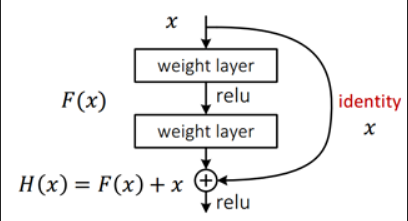 x
weight layer
F(x)
relu
identity
x
weight layer
H(x) = F(x) + x
relu